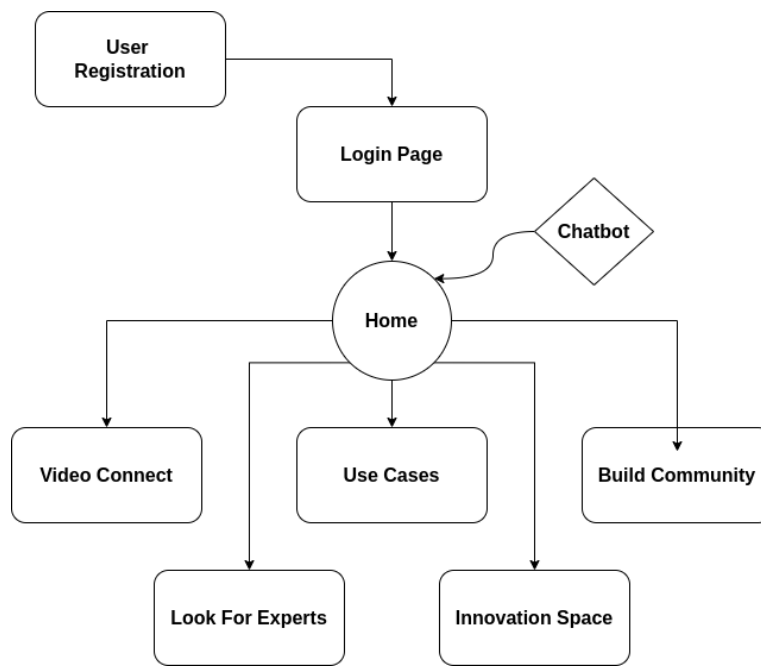 User
Registration
Login Page
Chatbot
Home
Video Connect
Use Cases
Build Community
Look For Experts
Innovation Space